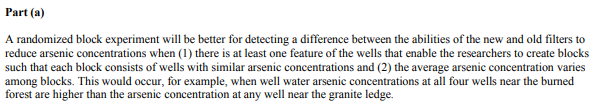 Part (a)
A randomized block experiment will be better for detecting a difference between the abilities of the new and old filters to
reduce arsenic concentrations when (1) there is at least one feature of the wells that enable the researchers to create blocks
such that each block consists of wells with similar arsenic concentrations and (2) the average arsenic concentration varies
among blocks. This would occur, for example, when well water arsenic concentrations at all four wells near the burned
forest are higher than the arsenic concentration at any well near the granite ledge.